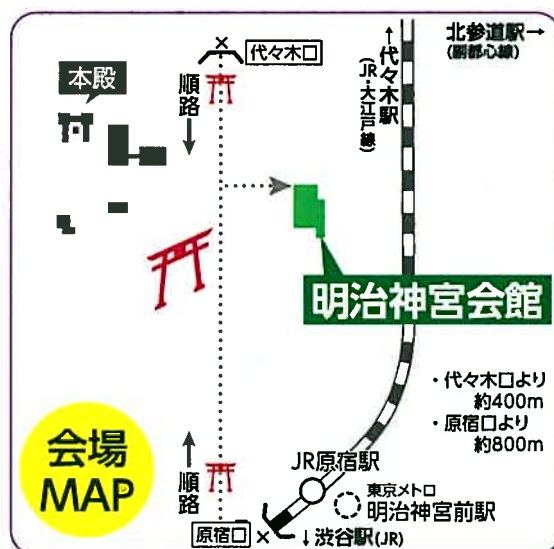 北参道駅→
(副都心線)
←代々木駅
(JR・大江戸線)
×
代々木口
本殿
順路
↓
明治神宮会館
・代々木口より
約400m
・原宿口より
約800m
会場
MAP
↑
順路
JR原宿駅
東京メトロ
明治神宮前駅
原宿口
×
↓渋谷駅(JR)